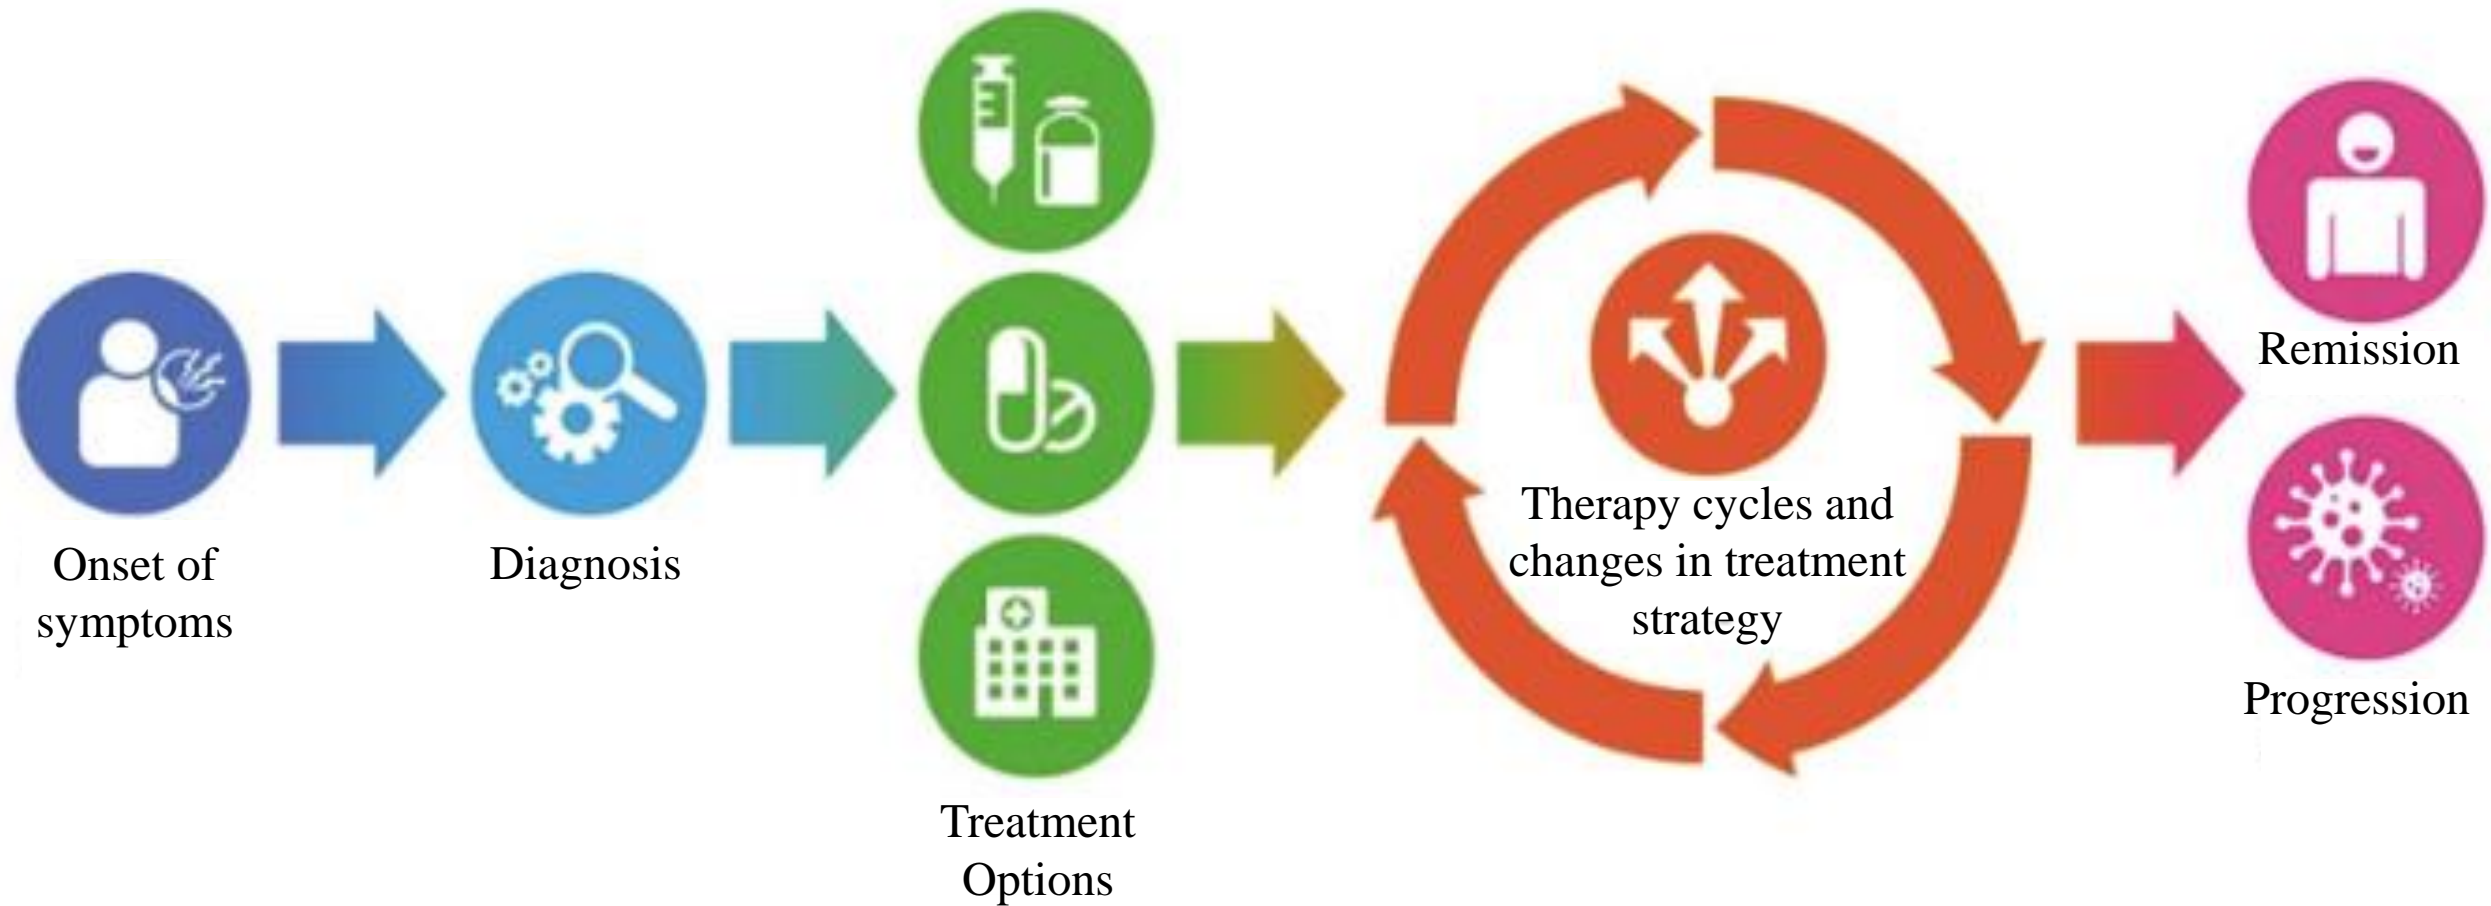 Onset of
symptoms
Diagnosis
Treatment
Options
Therapy cycles and
changes in treatment
strategy
Remission
Progression